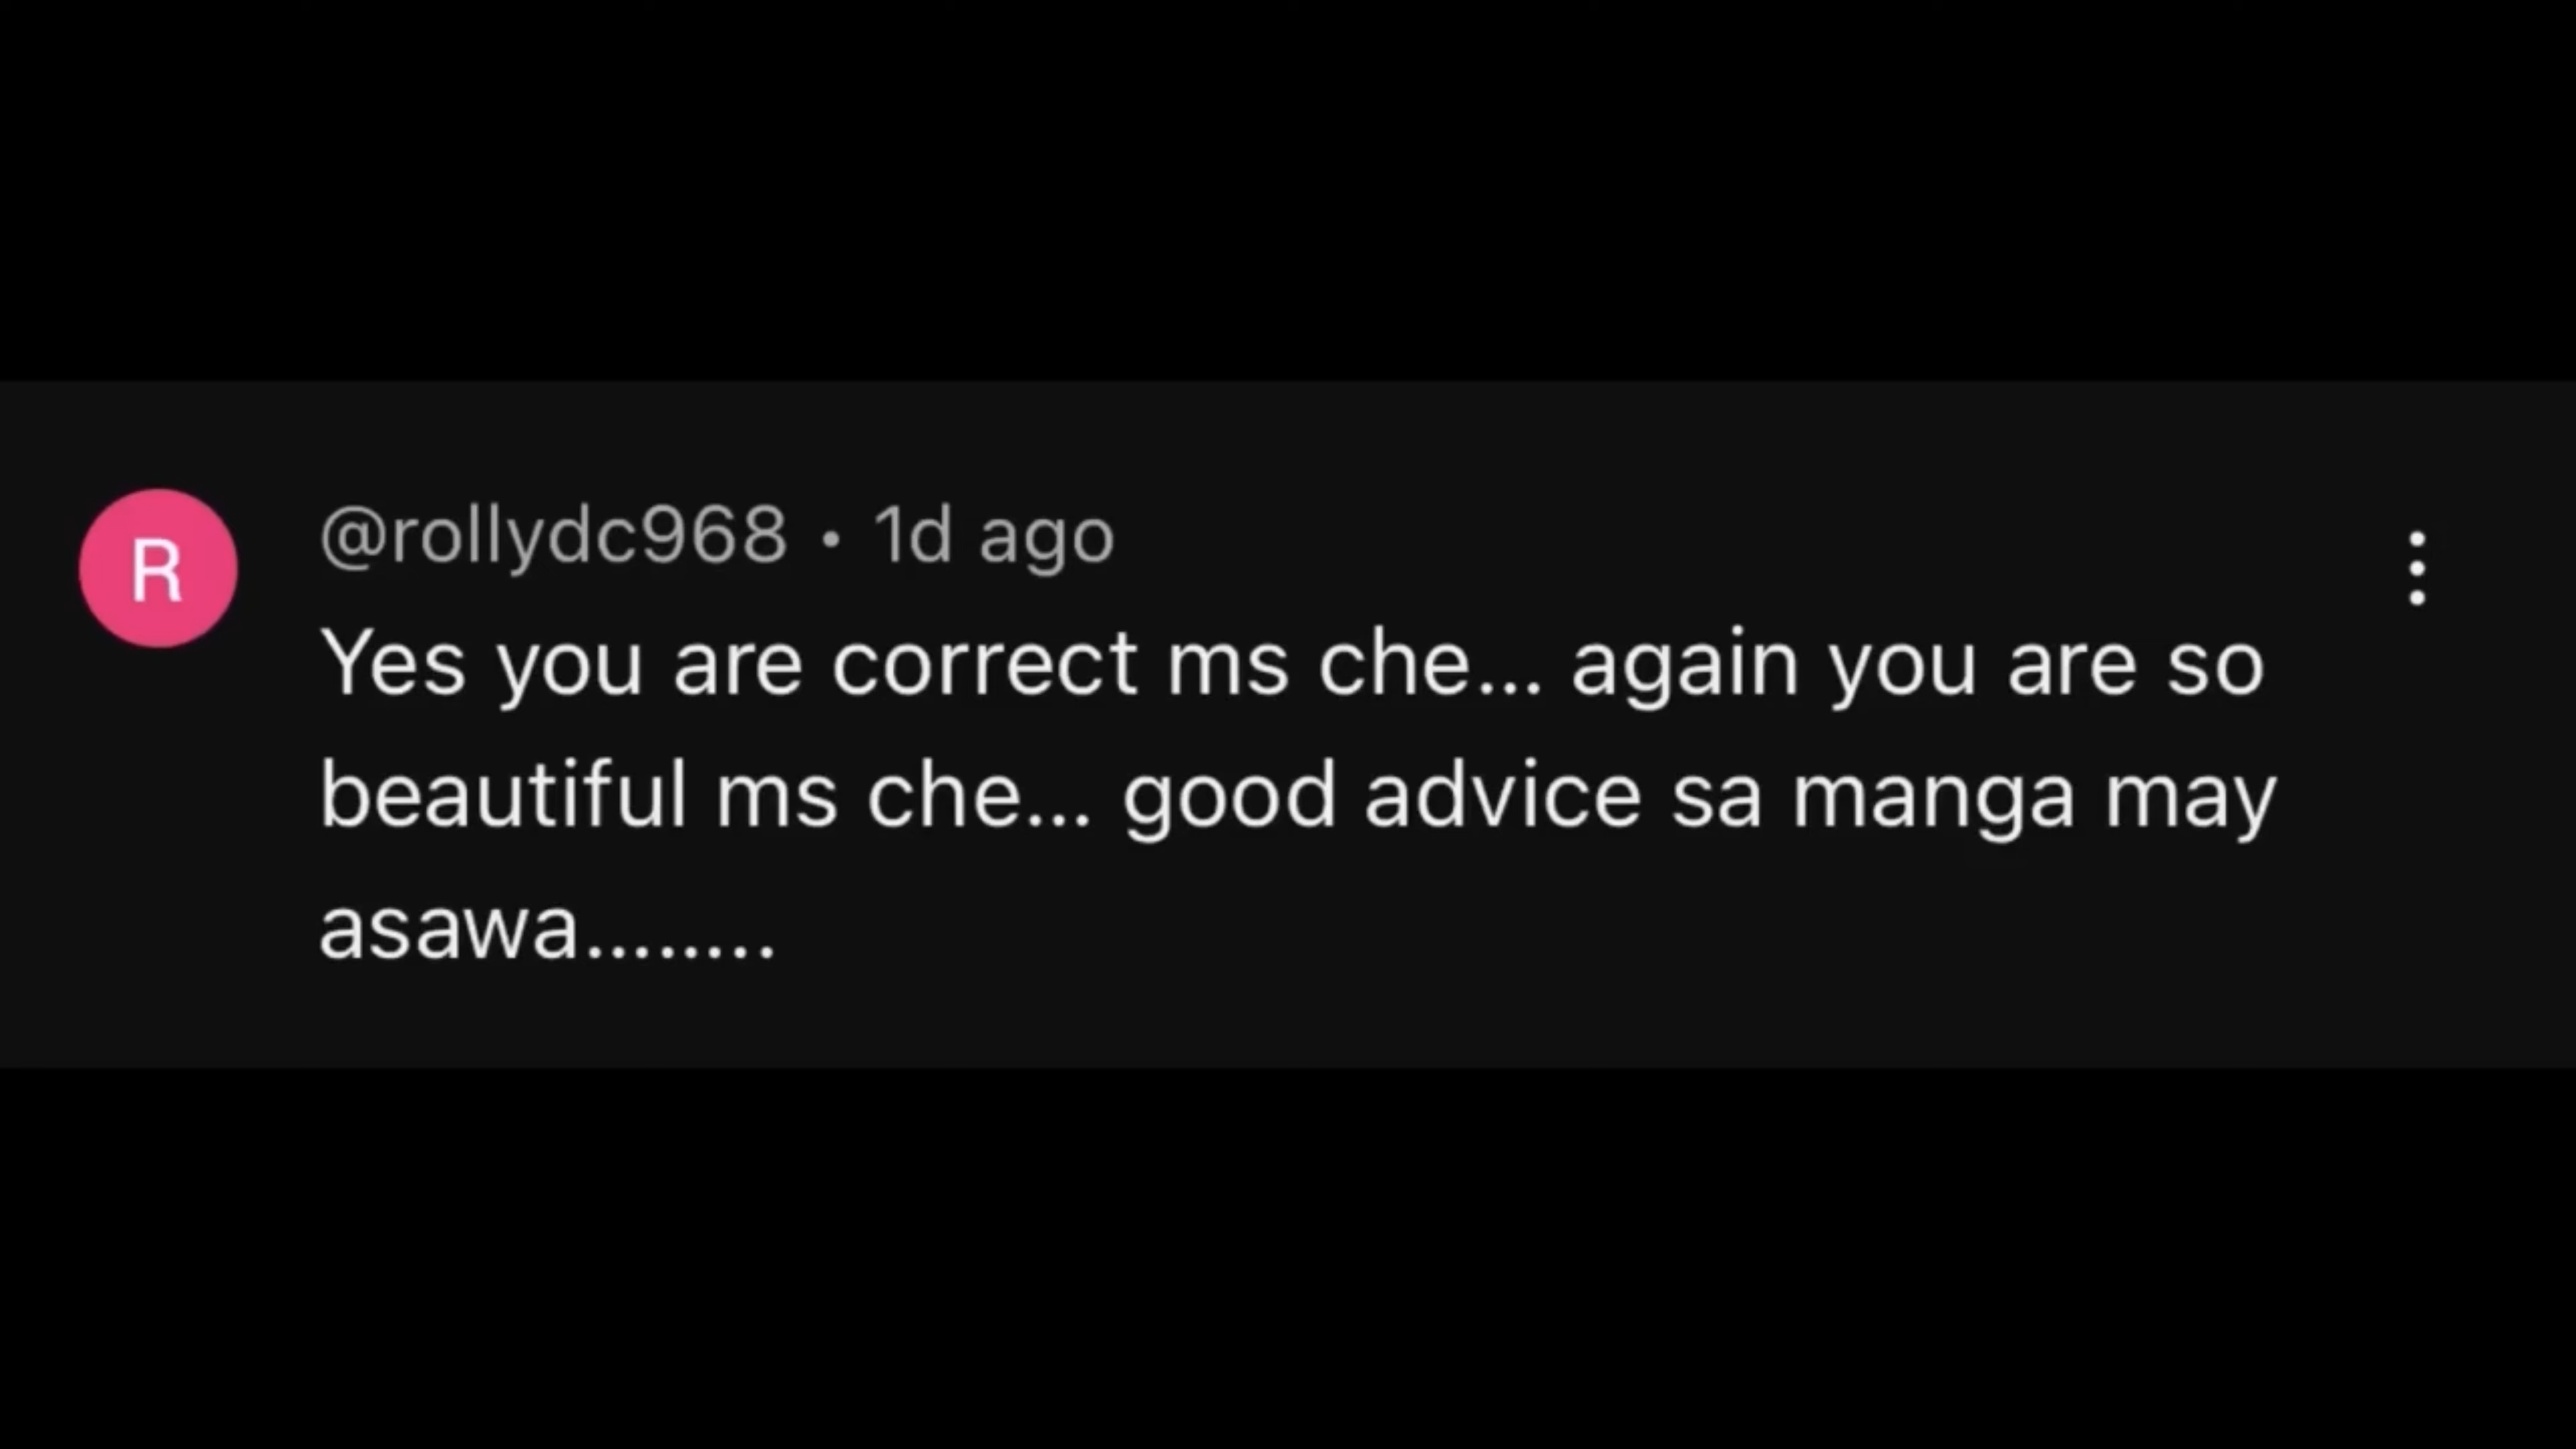 R
@rollydc968 • 1d ago
Yes you are correct ms che... again you are so
beautiful ms che... good advice sa manga may
asawa........